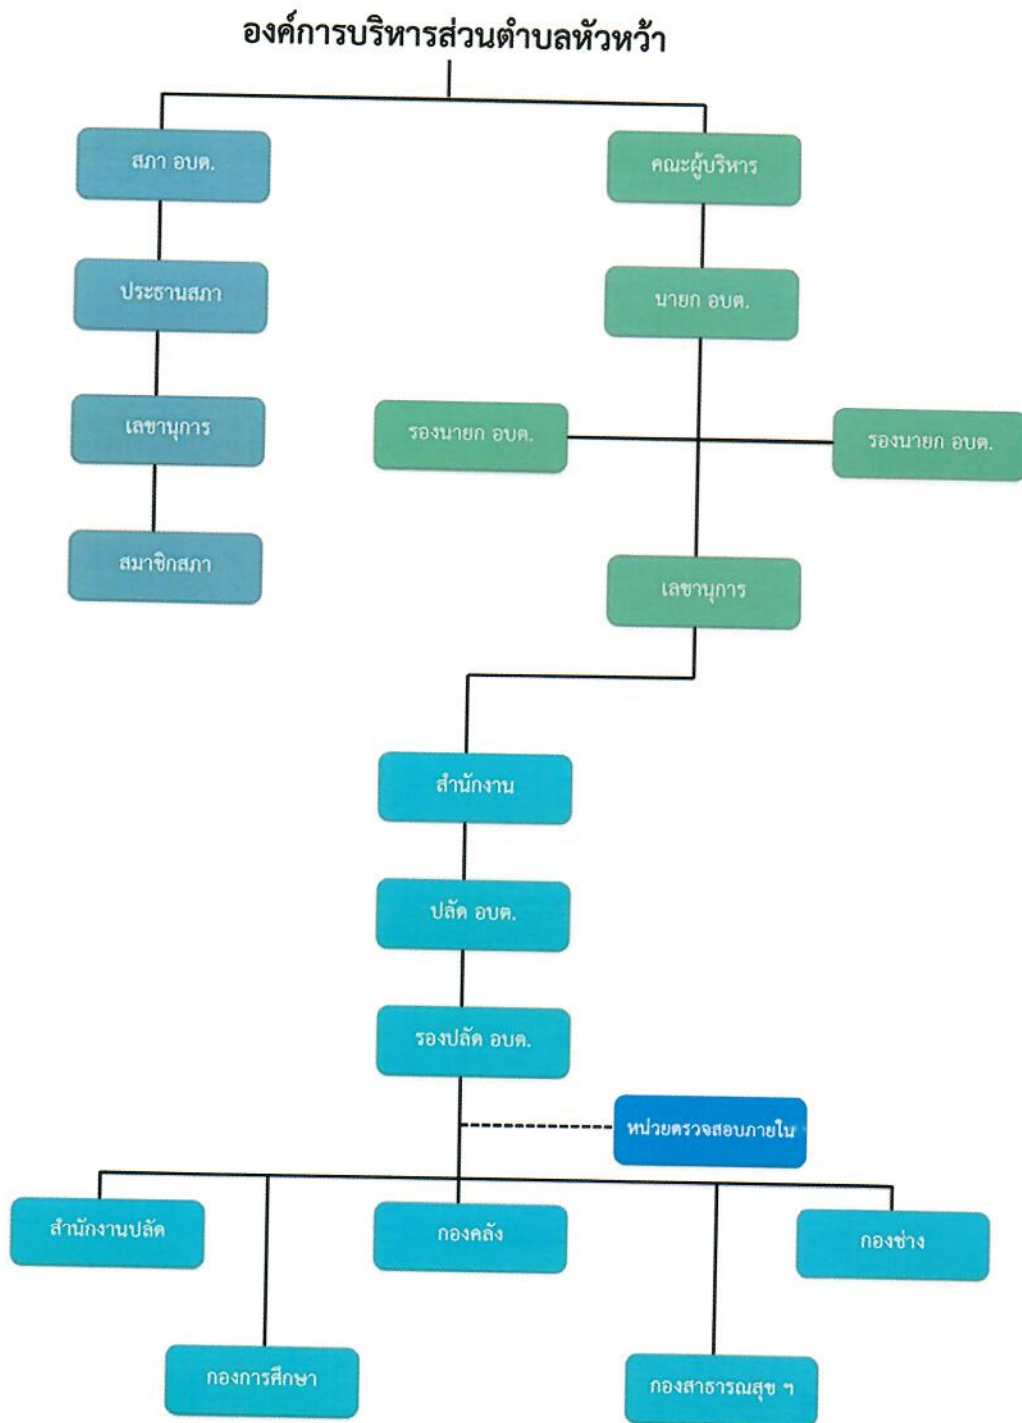 องค์การบริหารส่วนตำบลหัวหว้า
สภา อบต.
คณะผู้บริหาร
ประธานสภา
นายก อบต.
เลขานุการ
รองนายก อบต.
รองนายก อบต.
สมาชิกสภา
เลขานุการ
สำนักงาน
ปลัด อบต.
รองปลัด อบต.
หน่วยตรวจสอบภายใน
สำนักงานปลัด
กองคลัง
กองช่าง
กองการศึกษา
กองสาธารณสุข ฯ